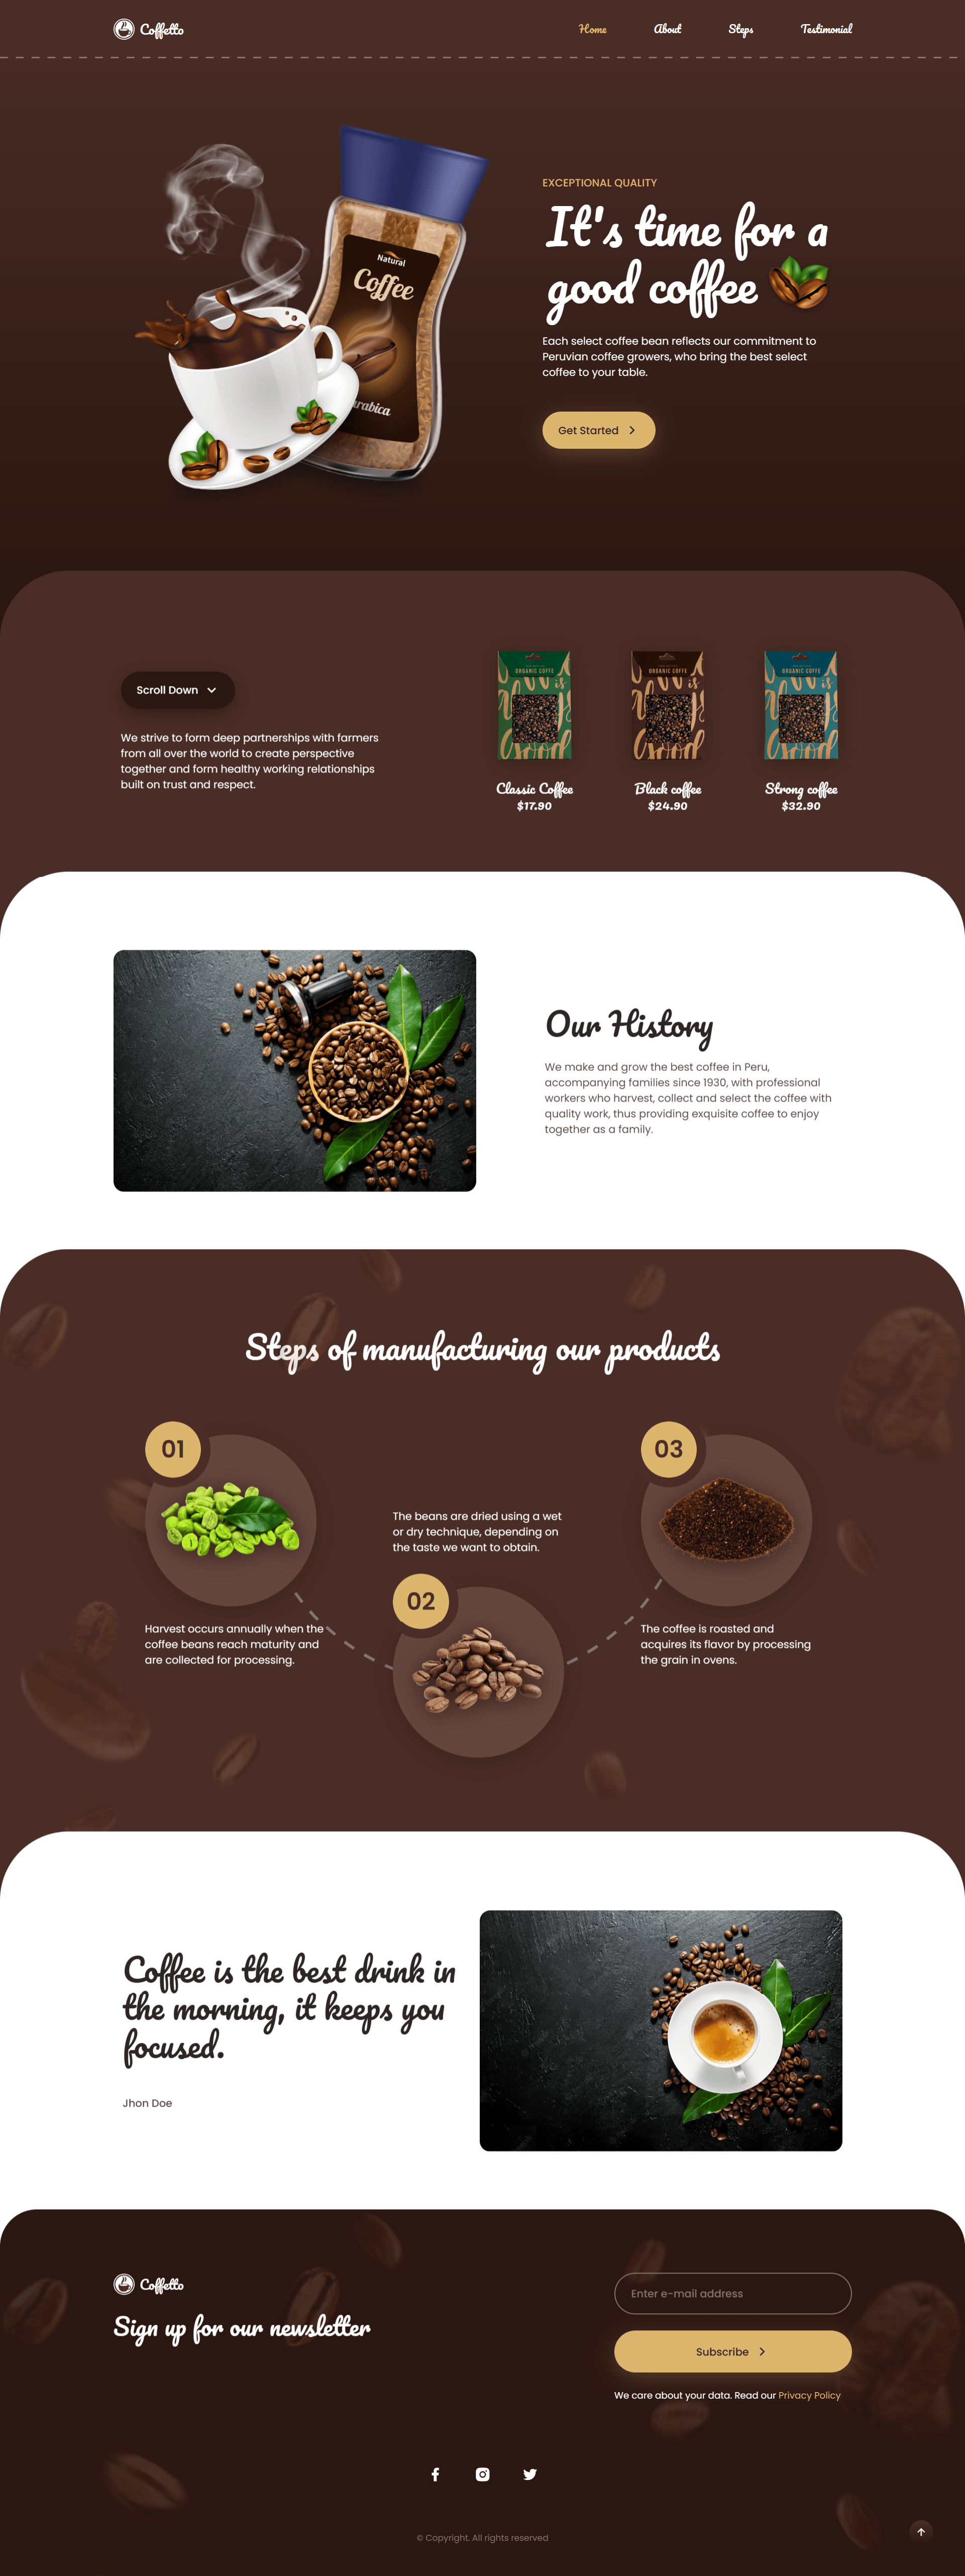 Coffetto
Home
About
Steps
Testimonial
EXCEPTIONAL QUALITY
It's time for a
good coffee
Each select coffee bean reflects our commitment to
Peruvian coffee growers, who bring the best select
coffee to your table.
Get Started
Natural
Coffee
arabica
Scroll Down
We strive to form deep partnerships with farmers
from all over the world to create perspective
together and form healthy working relationships
built on trust and respect.
ORGANIC COFFE
ORGANIC COFFE
ORGANIC COFFE
Classic Coffee
$17.90
Black coffee
$24.90
Strong coffee
$32.90
Our History
We make and grow the best coffee in Peru,
accompanying families since 1930, with professional
workers who harvest, collect and select the coffee with
quality work, thus providing exquisite coffee to enjoy
together as a family.
Steps of manufacturing our products
01
Harvest occurs annually when the
coffee beans reach maturity and
are collected for processing.
The beans are dried using a wet
or dry technique, depending on
the taste we want to obtain.
02
03
The coffee is roasted and
acquires its flavor by processing
the grain in ovens.
Coffee is the best drink in
the morning, it keeps you
focused.
Jhon Doe
Coffetto
Sign up for our newsletter
Enter e-mail address
Subscribe
We care about your data. Read our Privacy Policy
© Copyright. All rights reserved